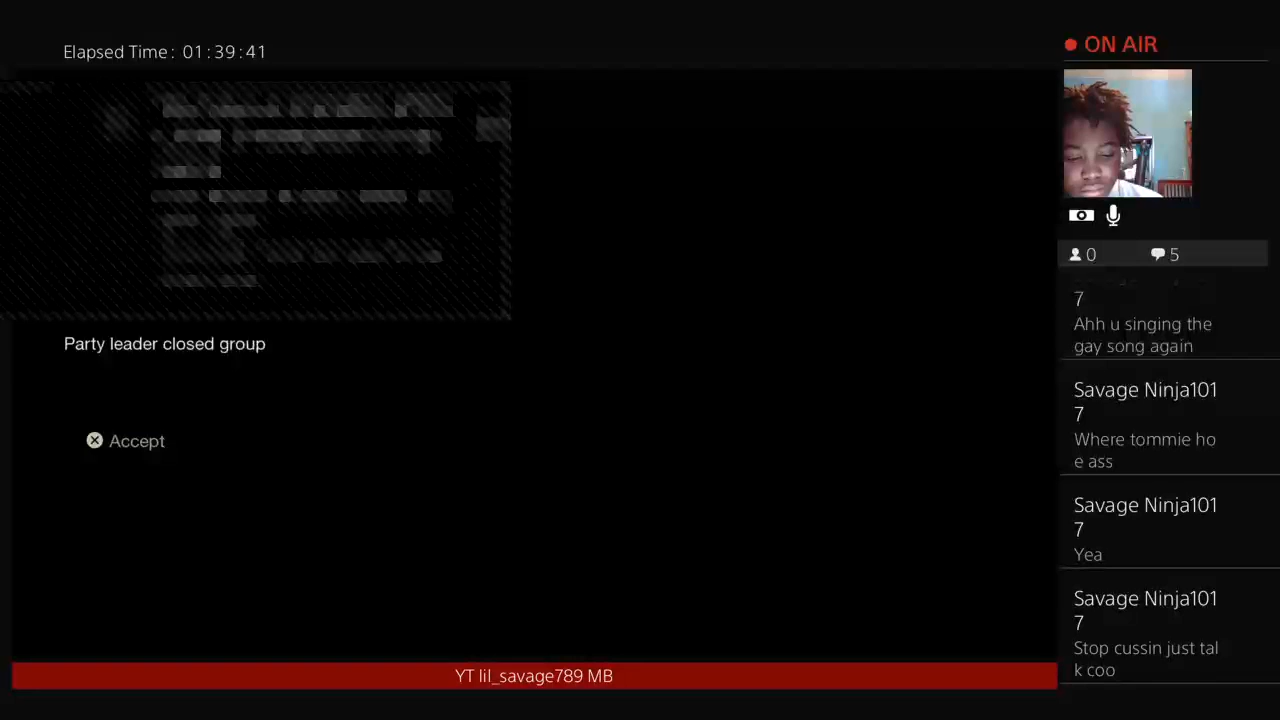 Elapsed Time: 01:39:41
ON AIR
0
5
7
Ahh u singing the
gay song again
Party leader closed group
Savage Ninja101
7
Where tommie ho
e ass
Accept
Savage Ninja101
7
Yea
Savage Ninja101
7
Stop cussin just tal
k coo
YT lil_savage789 MB